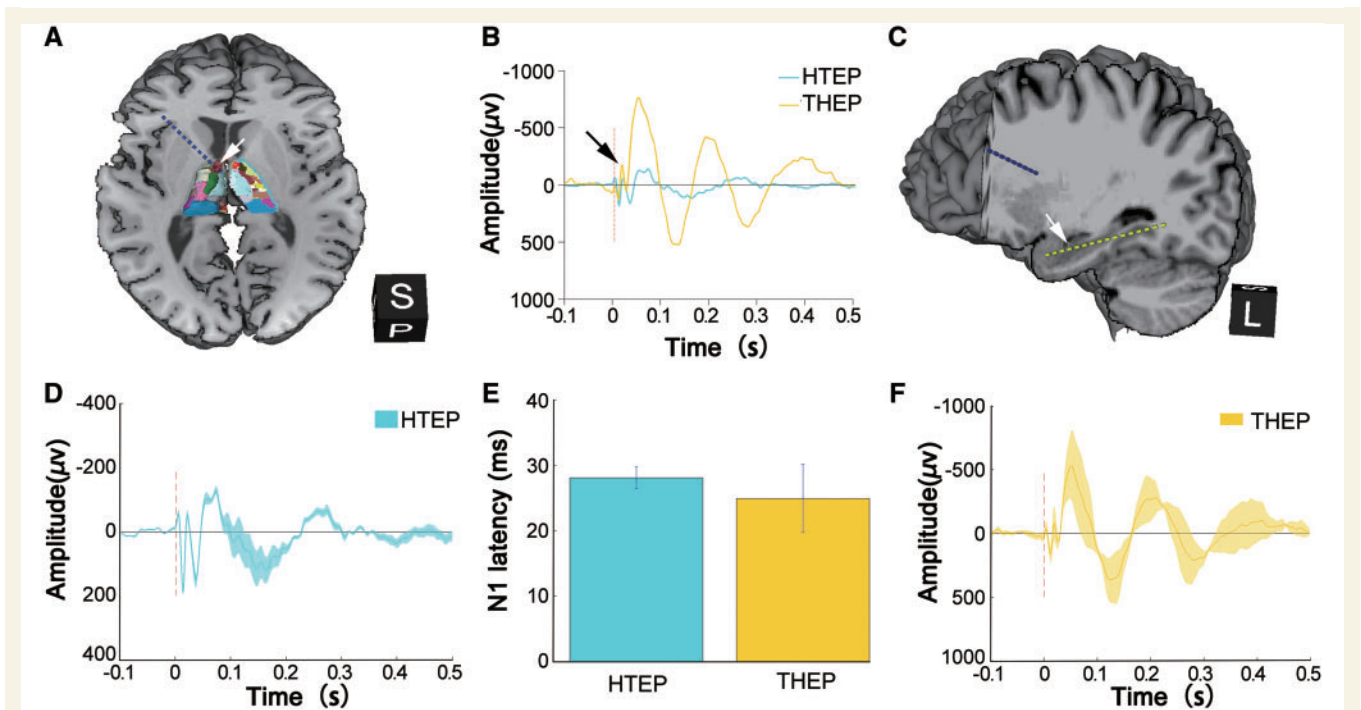 A
S
P
B
Amplitude(µv)
-1000
-500
0
500
1000
HTEP
THEP
-0.1 0 0.1 0.2 0.3 0.4 0.5
Time (s)
C
S
L
D
Amplitude(µv)
-400
-200
0
200
400
HTEP
-0.1 0 0.1 0.2 0.3 0.4 0.5
Time (s)
E
N1 latency (ms)
40
30
20
10
0
HTEP THEP
F
Amplitude(µv)
-1000
-500
0
500
1000
THEP
-0.1 0 0.1 0.2 0.3 0.4 0.5
Time (s)